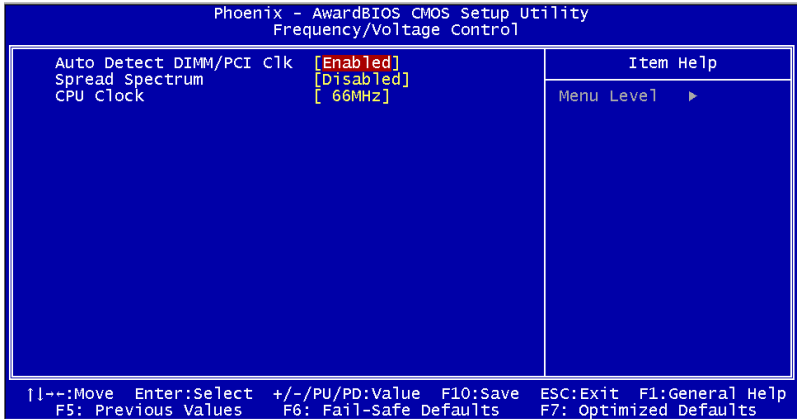 Phoenix - AwardBIOS CMOS Setup Utility
Frequency/Voltage Control
Auto Detect DIMM/PCI Clk [Enabled]
Spread Spectrum [Disabled]
CPU Clock [ 66MHz]
Item Help
Menu Level ▶
↑↓→←:Move Enter:Select +/-/PU/PD:Value F10:Save ESC:Exit F1:General Help
F5: Previous Values F6: Fail-Safe Defaults F7: Optimized Defaults